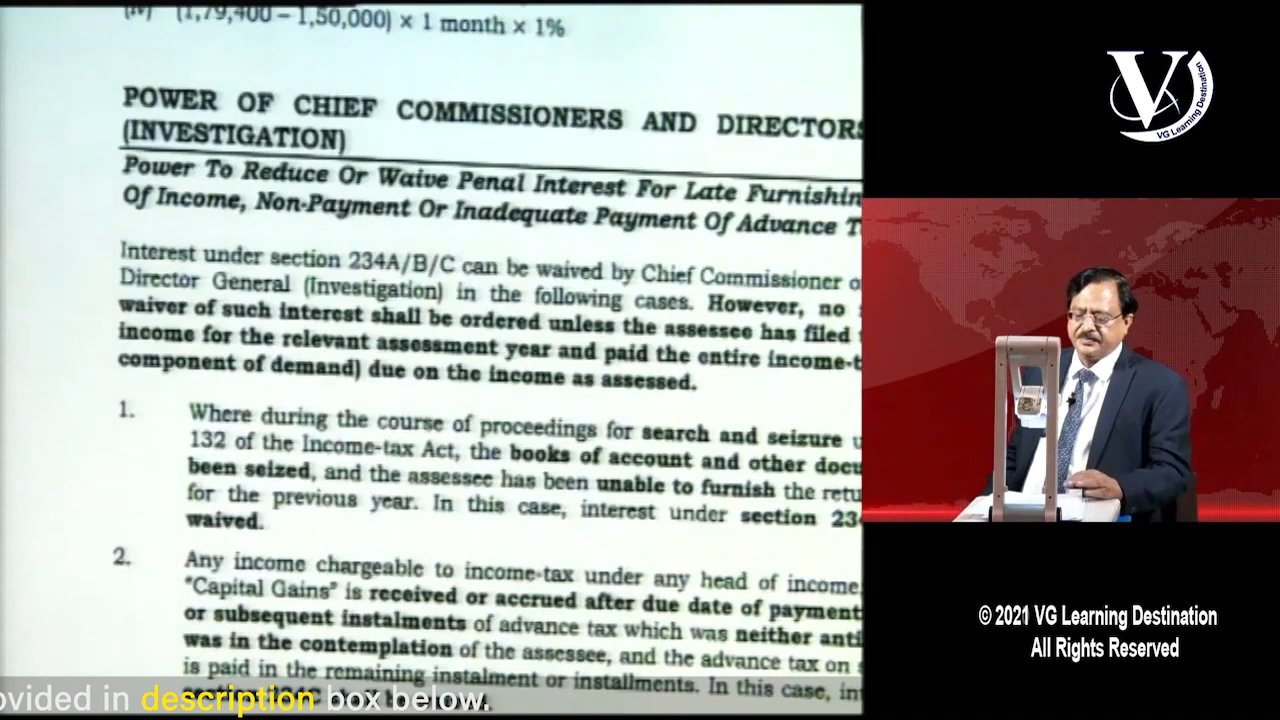 (iv) (1,79,400 – 1,50,000) × 1 month × 1%
POWER OF CHIEF COMMISSIONERS AND DIRECTORS
(INVESTIGATION)
Power To Reduce Or Waive Penal Interest For Late Furnishin
Of Income, Non-Payment Or Inadequate Payment Of Advance T
Interest under section 234A/B/C can be waived by Chief Commissioner o
Director General (Investigation) in the following cases. However, no
waiver of such interest shall be ordered unless the assessee has filed
income for the relevant assessment year and paid the entire income-t
component of demand) due on the income as assessed.
1. Where during the course of proceedings for search and seizure u
132 of the Income-tax Act, the books of account and other docu
been seized, and the assessee has been unable to furnish the retu
for the previous year. In this case, interest under section 23
waived.
2. Any income chargeable to income-tax under any head of income
"Capital Gains" is received or accrued after due date of payment
or subsequent instalments of advance tax which was neither anti
was in the contemplation of the assessee, and the advance tax on
is paid in the remaining instalment or installments. In this case, in
ovided in description box below.
V
VG Learning Destination
© 2021 VG Learning Destination
All Rights Reserved